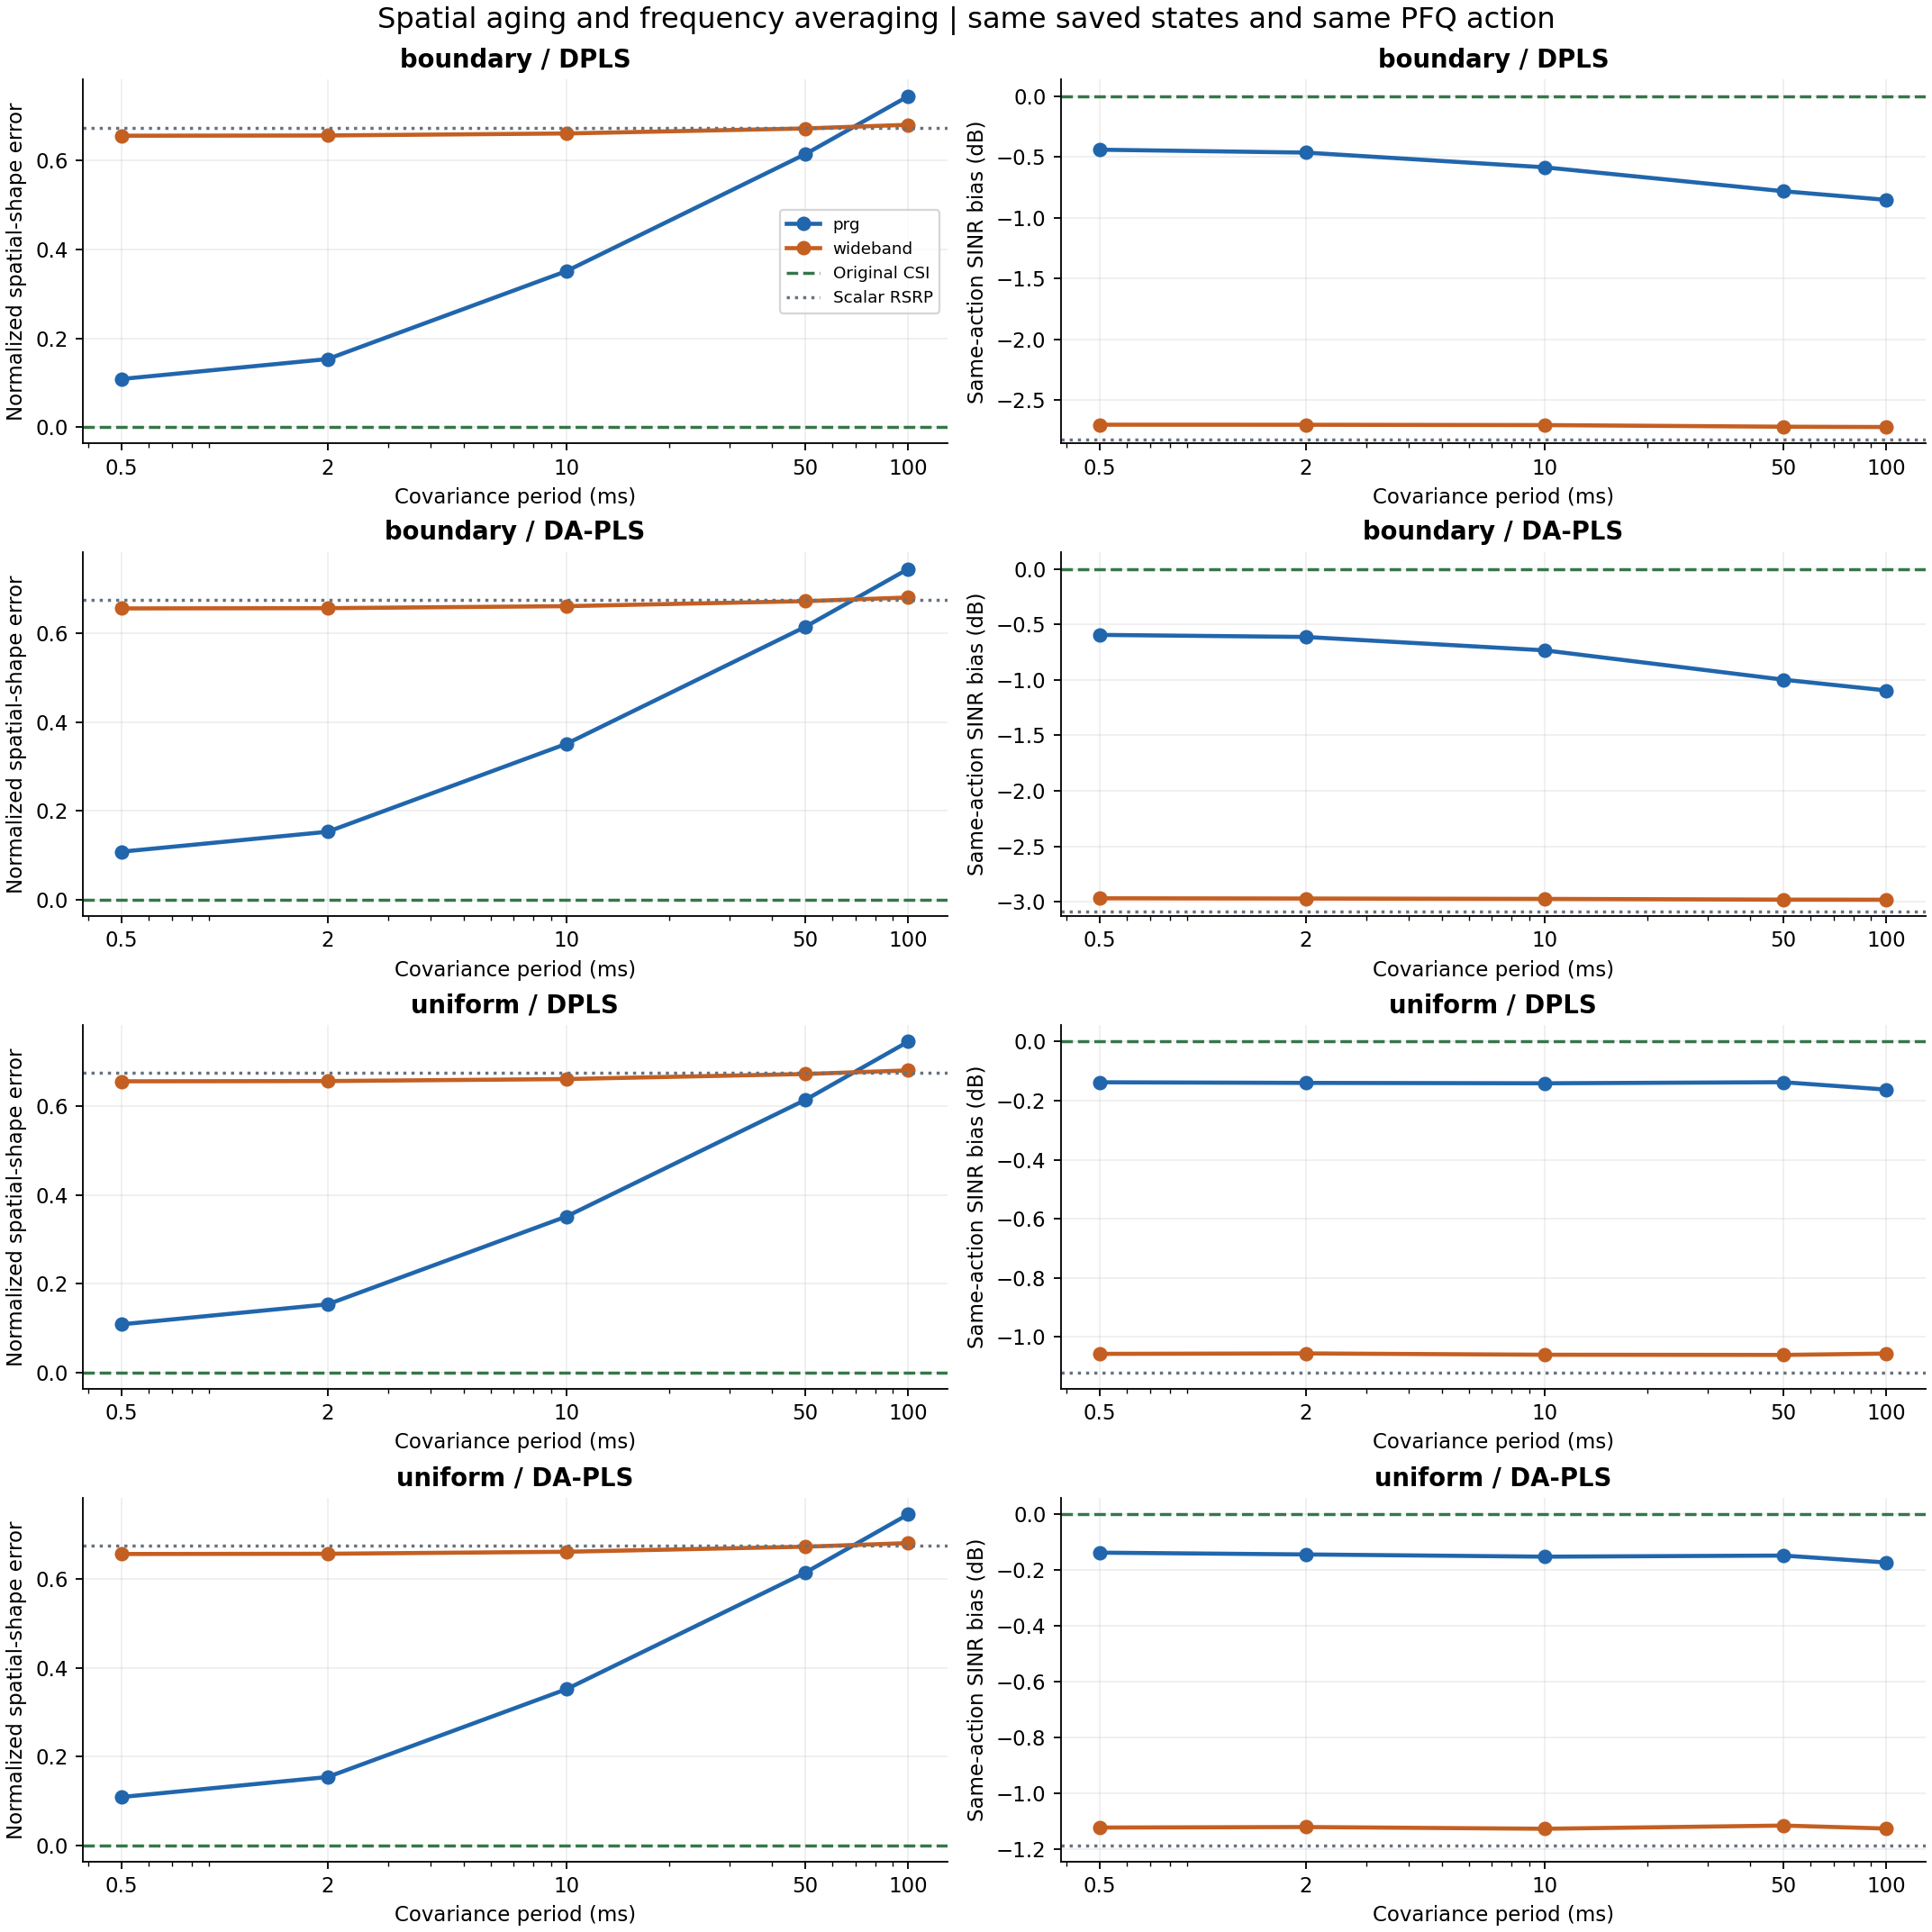 Spatial aging and frequency averaging | same saved states and same PFQ action
boundary / DPLS
Normalized spatial-shape error
0.6
0.4
0.2
0.0
prg
wideband
Original CSI
Scalar RSRP
0.5 2 10 50 100
Covariance period (ms)
boundary / DPLS
Same-action SINR bias (dB)
0.0
−0.5
−1.0
−1.5
−2.0
−2.5
0.5 2 10 50 100
Covariance period (ms)
boundary / DA-PLS
Normalized spatial-shape error
0.6
0.4
0.2
0.0
0.5 2 10 50 100
Covariance period (ms)
boundary / DA-PLS
Same-action SINR bias (dB)
0.0
−0.5
−1.0
−1.5
−2.0
−2.5
−3.0
0.5 2 10 50 100
Covariance period (ms)
uniform / DPLS
Normalized spatial-shape error
0.6
0.4
0.2
0.0
0.5 2 10 50 100
Covariance period (ms)
uniform / DPLS
Same-action SINR bias (dB)
0.0
−0.2
−0.4
−0.6
−0.8
−1.0
0.5 2 10 50 100
Covariance period (ms)
uniform / DA-PLS
Normalized spatial-shape error
0.6
0.4
0.2
0.0
0.5 2 10 50 100
Covariance period (ms)
uniform / DA-PLS
Same-action SINR bias (dB)
0.0
−0.2
−0.4
−0.6
−0.8
−1.0
−1.2
0.5 2 10 50 100
Covariance period (ms)